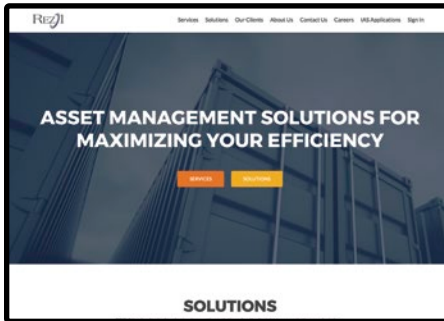 REZ1
Services Solutions Our Clients About Us Contact Us Careers IAS Applications Sign In
ASSET MANAGEMENT SOLUTIONS FOR
MAXIMIZING YOUR EFFICIENCY
SERVICES SOLUTIONS
SOLUTIONS